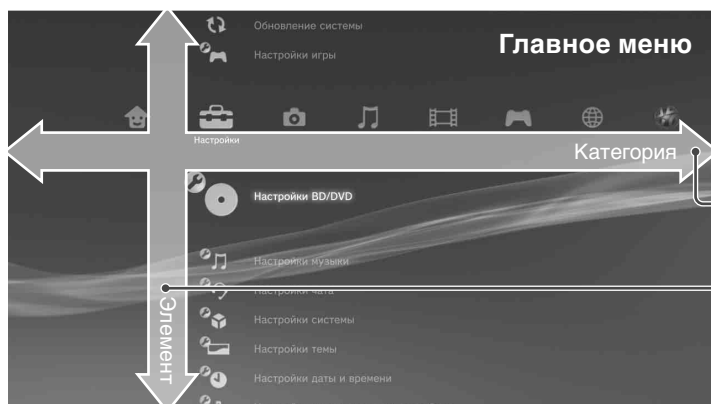 Обновление системы
Главное меню
Настройки игры
Настройки
Категория
Настройки BD/DVD
Настройки музыки
Настройки чата
Элемент
Настройки системы
Настройки темы
Настройки даты и времени